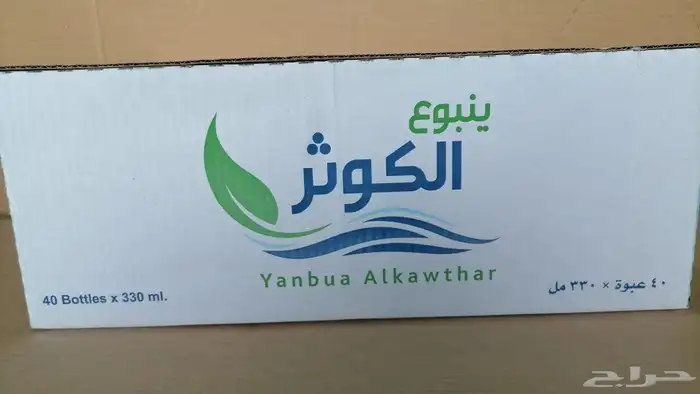 ينبوع
الكوثر
Yanbua Alkawthar
40 Bottles x 330 ml.
٤٠ عبوة × ٣٣٠ مل
حراج